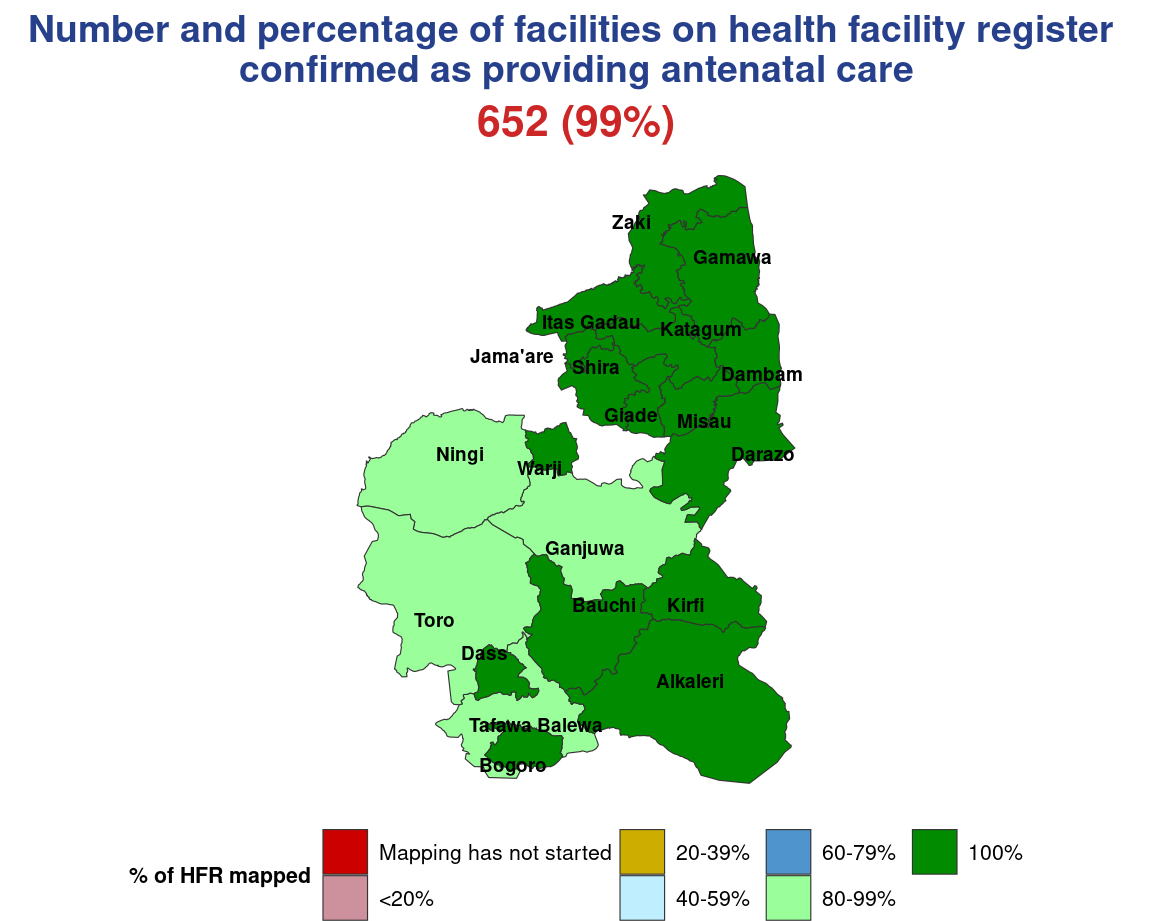 Number and percentage of facilities on health facility register
confirmed as providing antenatal care
652 (99%)
Zaki
Gamawa
Itas Gadau
Katagum
Jama'are
Shira
Dambam
Giade
Misau
Darazo
Ningi
Warji
Ganjuwa
Bauchi
Kirfi
Toro
Dass
Alkaleri
Tafawa Balewa
Bogoro
% of HFR mapped
Mapping has not started
<20%
20-39%
40-59%
60-79%
80-99%
100%